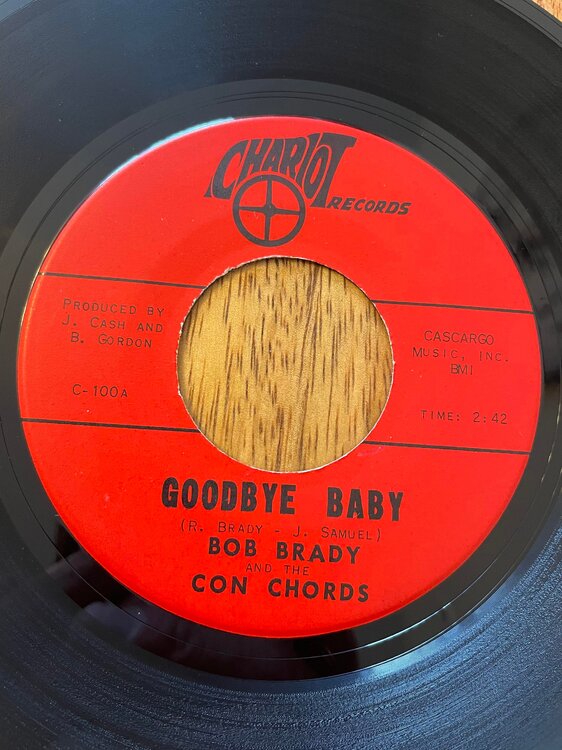 CHARIOT
RECORDS
PRODUCED BY
J. CASH AND
B. GORDON
C-100A
CASCARGO
MUSIC, INC.
BMI
TIME: 2:42
GOODBYE BABY
(R. BRADY - J. SAMUEL)
BOB BRADY
AND THE
CON CHORDS